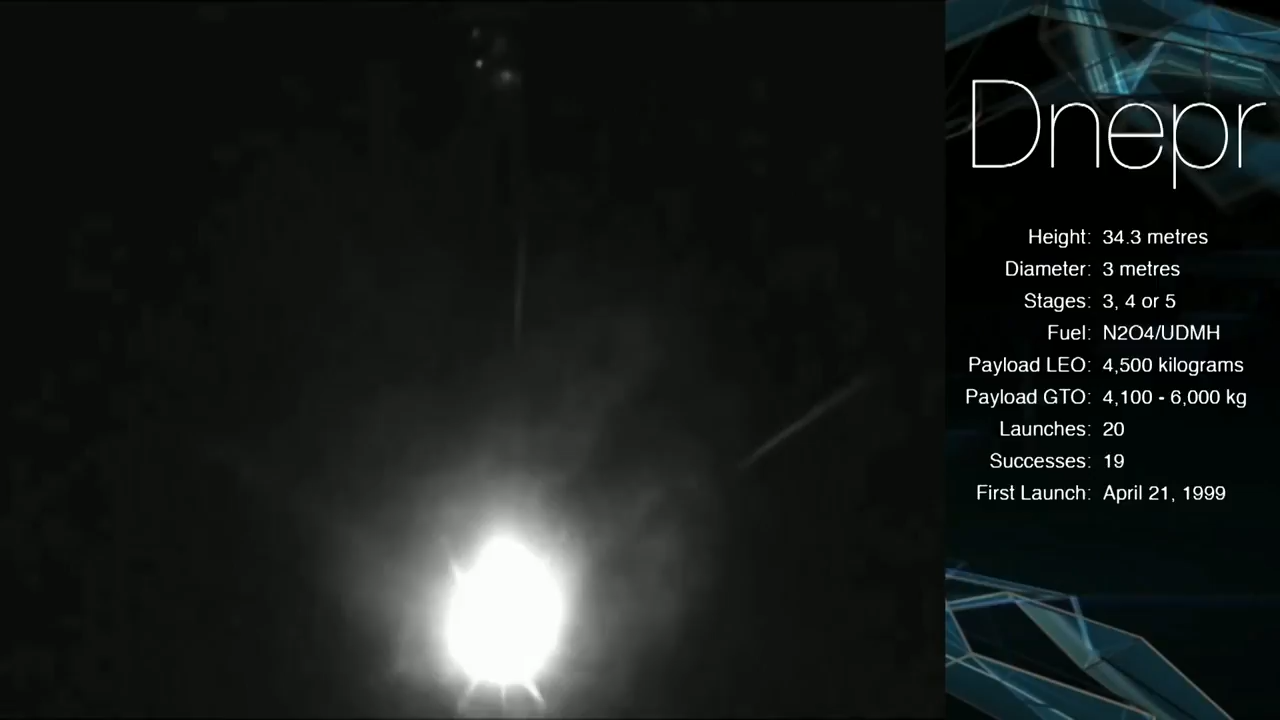 Dnepr
Height: 34.3 metres
Diameter: 3 metres
Stages: 3, 4 or 5
Fuel: N2O4/UDMH
Payload LEO: 4,500 kilograms
Payload GTO: 4,100 - 6,000 kg
Launches: 20
Successes: 19
First Launch: April 21, 1999